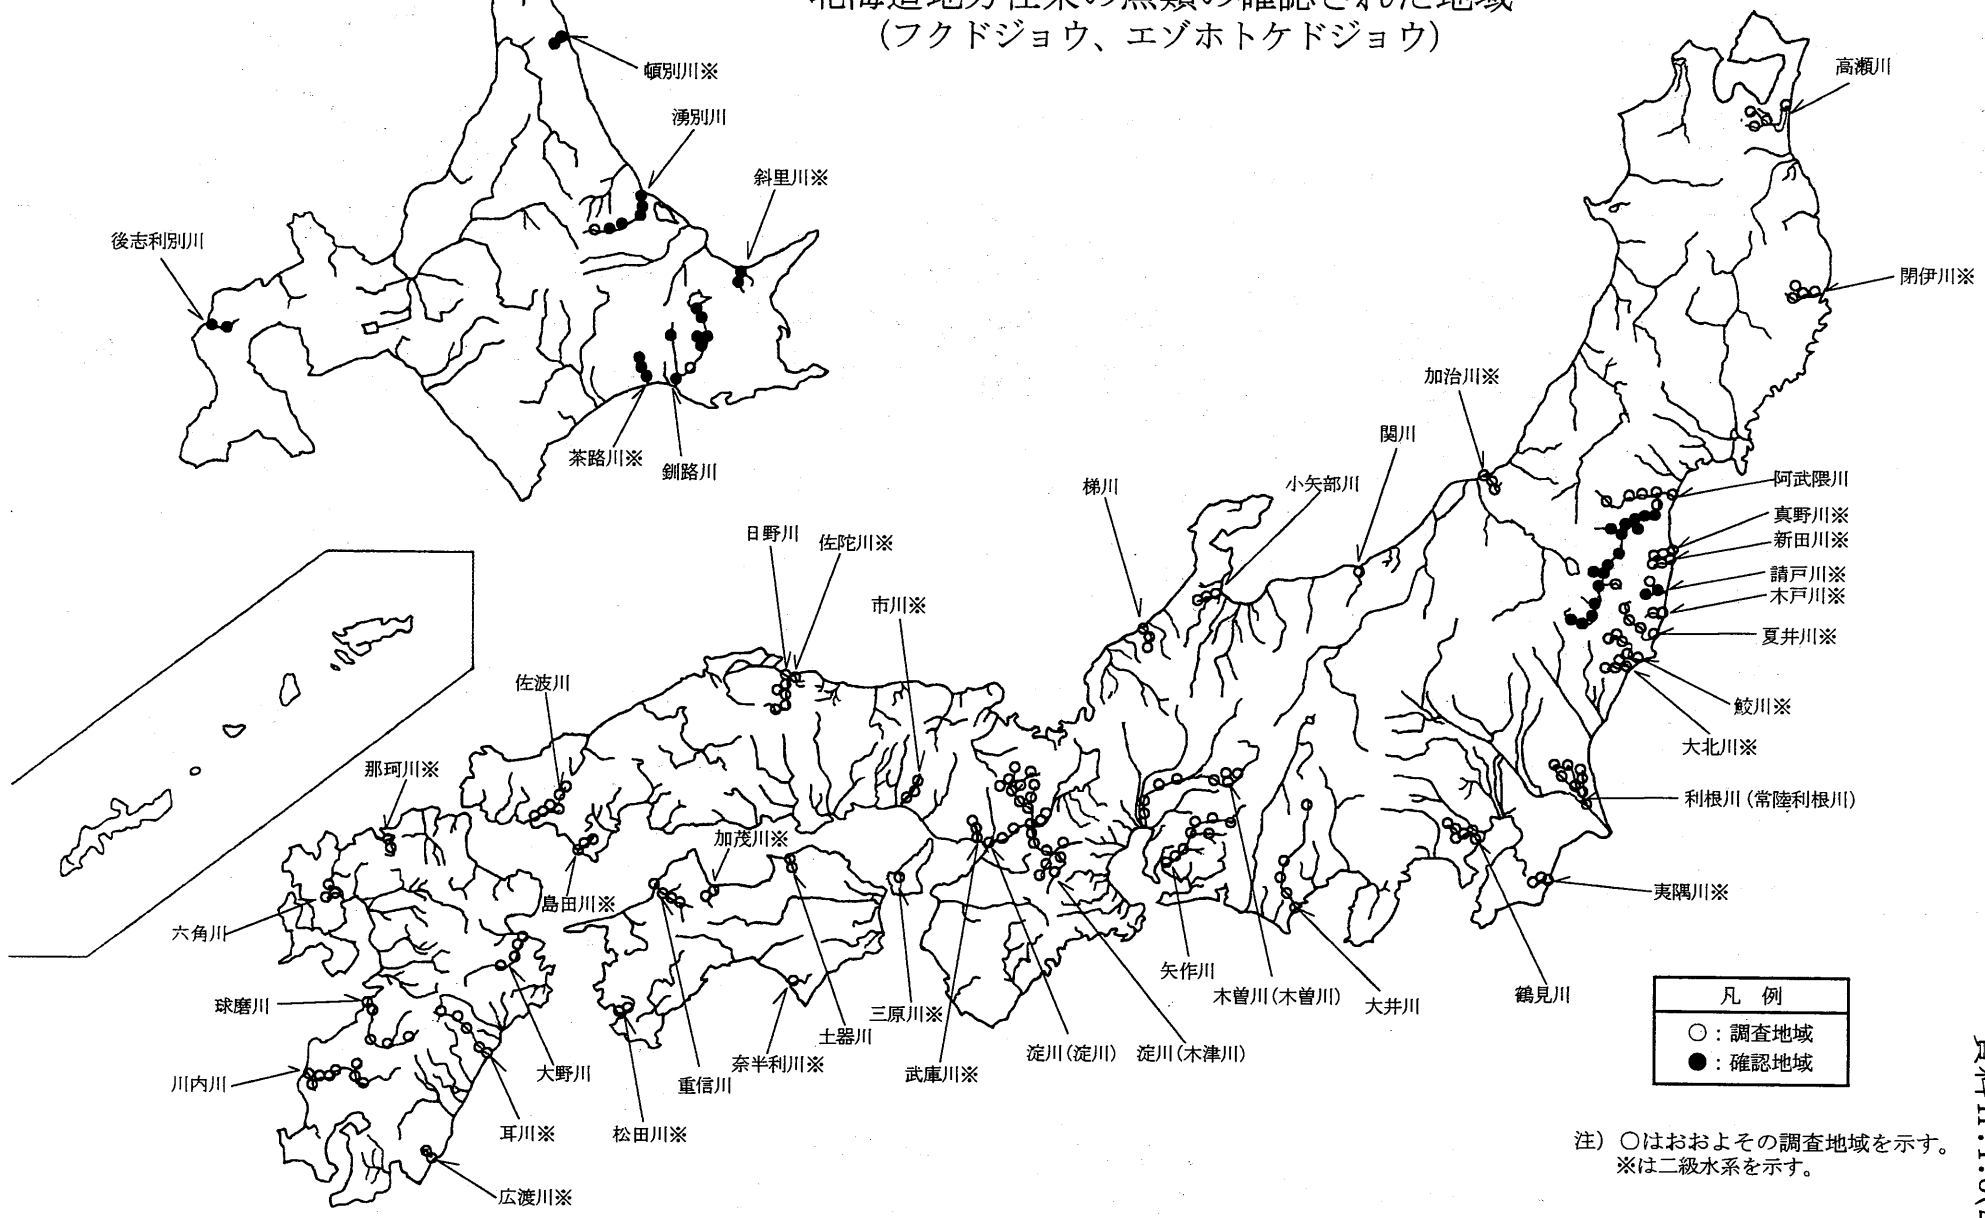 北海道地方在来の魚類の確認された地域
(フクドジョウ、エゾホトケドジョウ)
頓別川※
湧別川
斜里川※
後志利別川
茶路川※
釧路川
高瀬川
閉伊川※
加治川※
関川
小矢部川
梯川
阿武隈川
真野川※
新田川※
請戸川※
木戸川※
夏井川※
鮫川※
大北川※
利根川(常陸利根川)
夷隅川※
鶴見川
大井川
木曽川(木曽川)
矢作川
淀川(木津川)
淀川(淀川)
武庫川※
三原川※
市川※
日野川
佐陀川※
佐波川
島田川※
加茂川※
土器川
奈半利川※
重信川
松田川※
那珂川※
六角川
球磨川
川内川
大野川
耳川※
広渡川※
凡 例
○:調査地域
●:確認地域
注)○はおおよその調査地域を示す。
※は二級水系を示す。